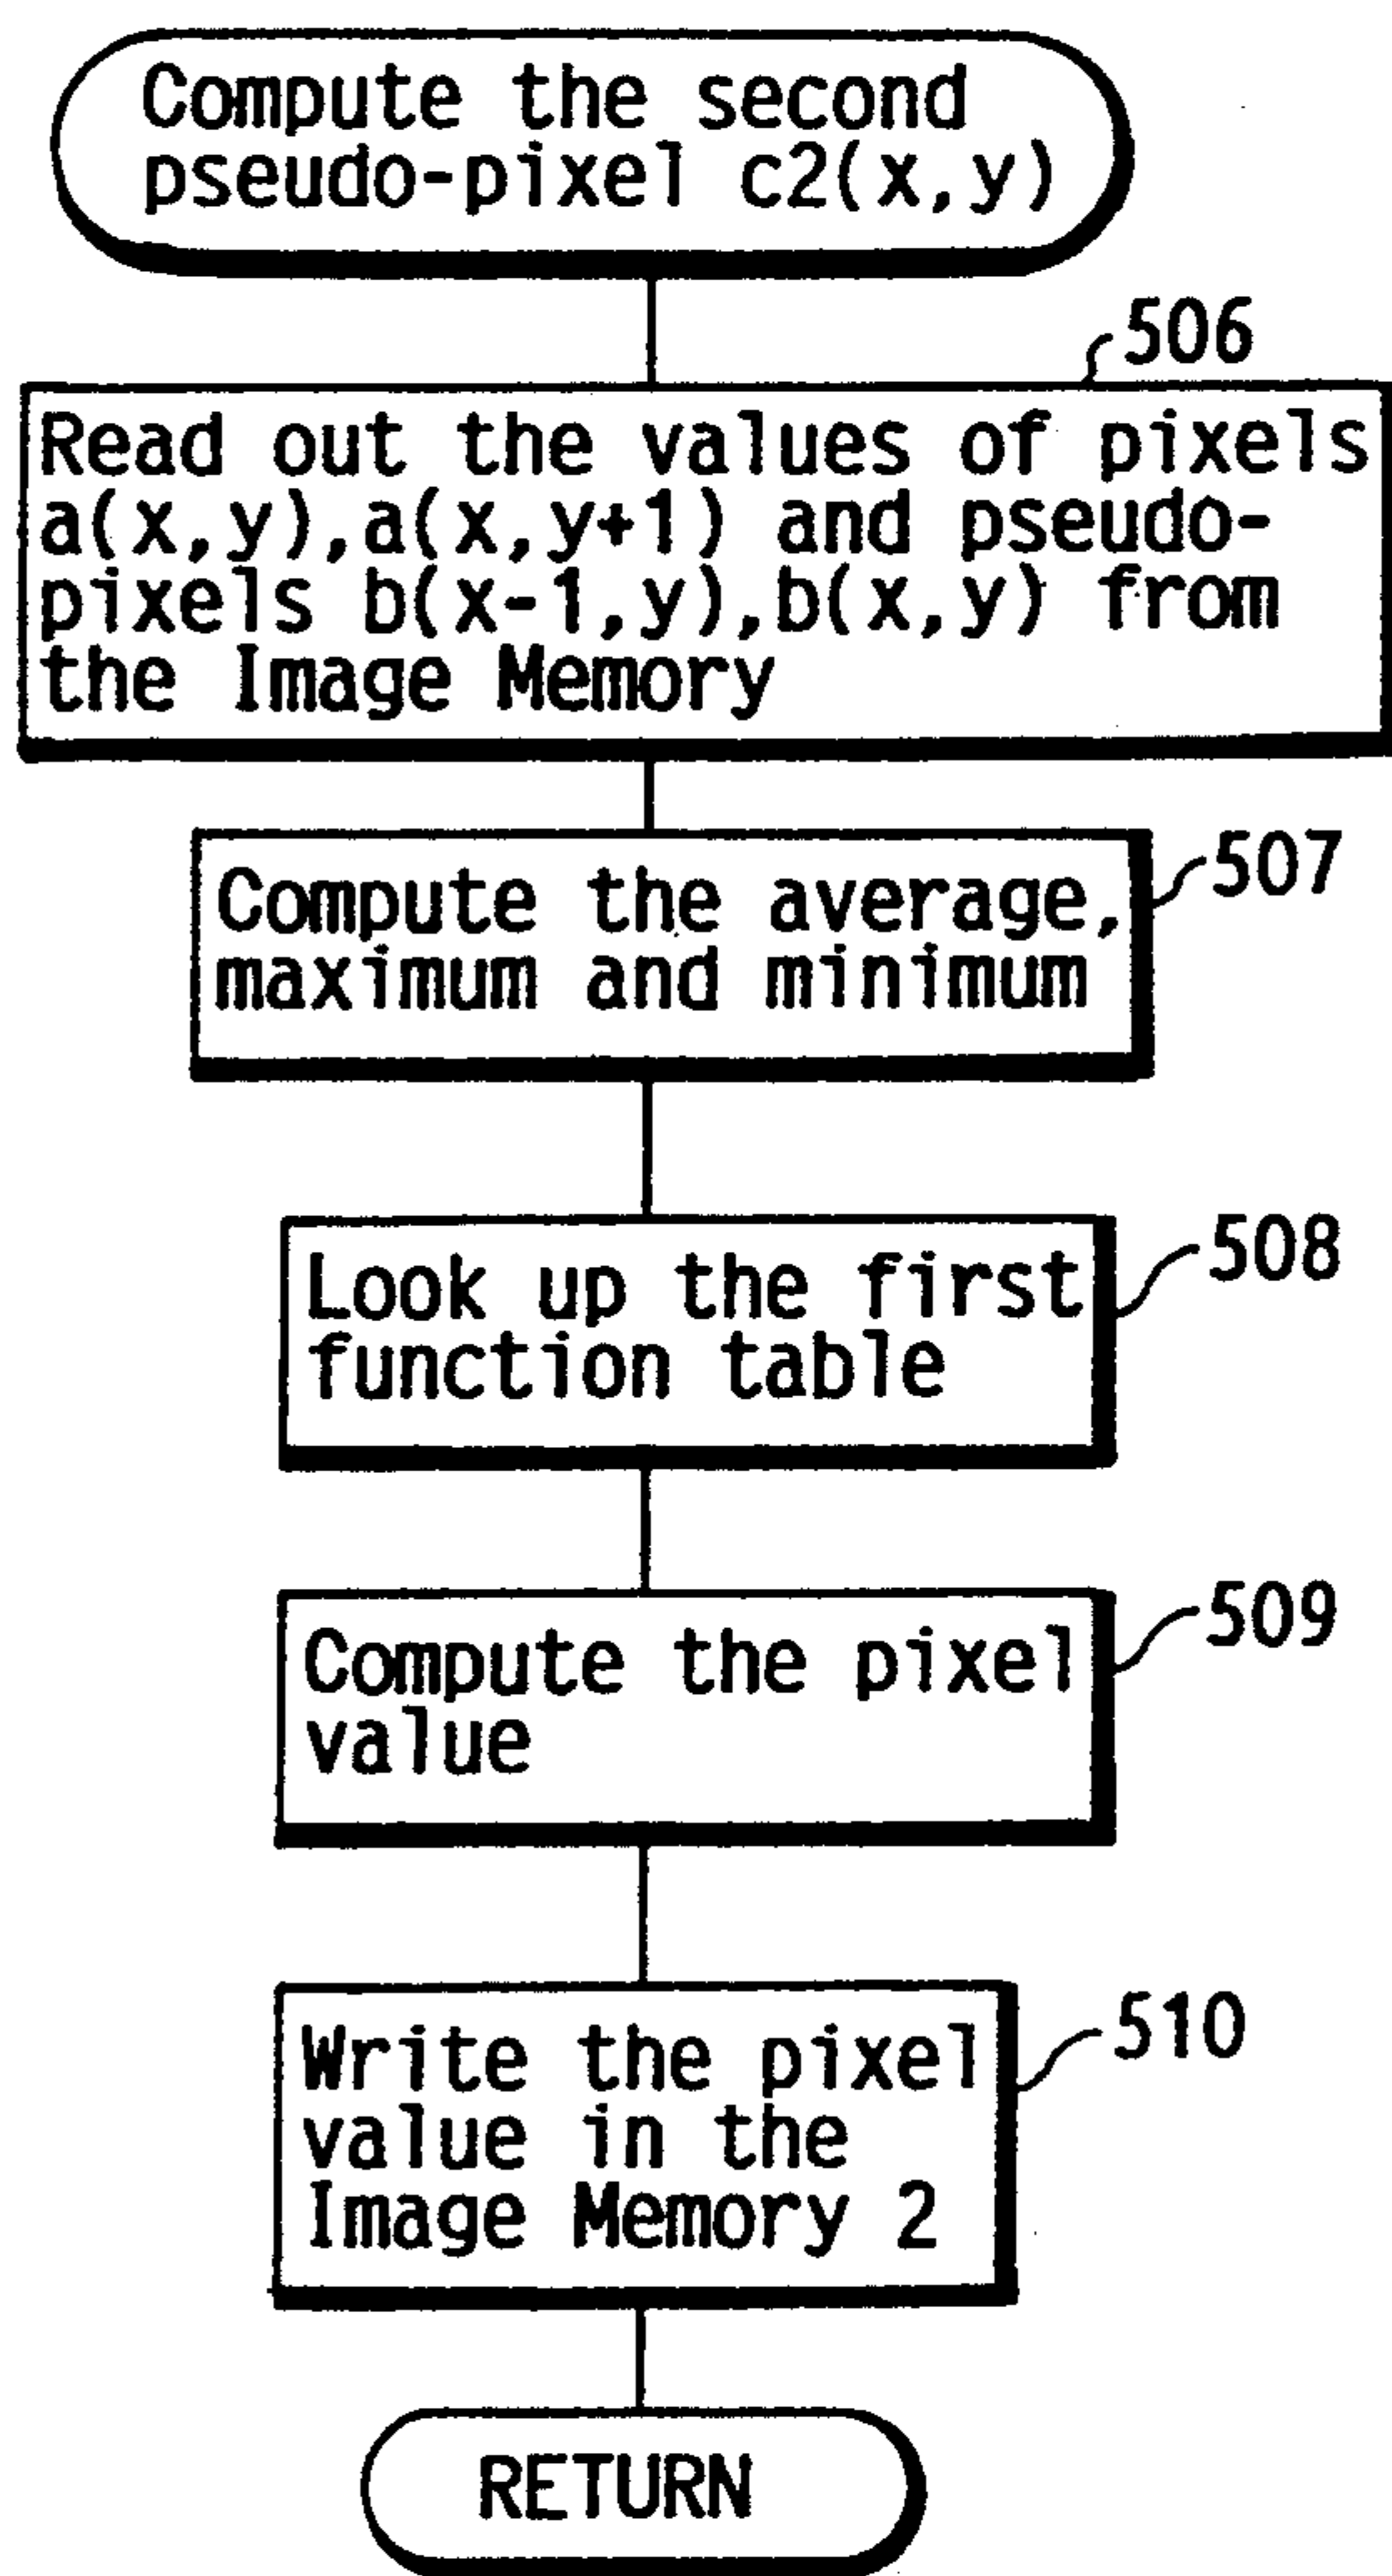 Compute the second
pseudo-pixel c2(x,y)
506
Read out the values of pixels
a(x,y),a(x,y+1) and pseudo-
pixels b(x-1,y),b(x,y) from
the Image Memory
507
Compute the average,
maximum and minimum
508
Look up the first
function table
509
Compute the pixel
value
510
Write the pixel
value in the
Image Memory 2
RETURN